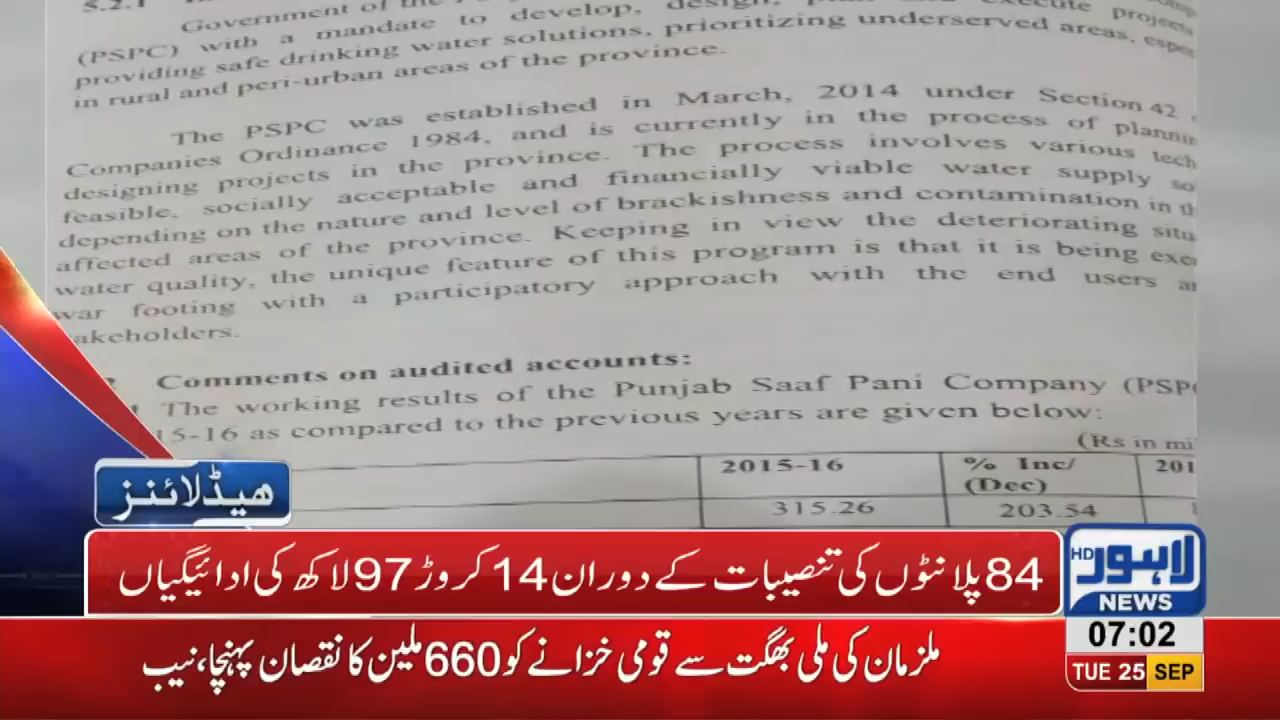 5.2.1
Government of the
(PSPC) with a mandate to develop, design, plan and execute projects
providing safe drinking water solutions, prioritizing underserved areas,
in rural and peri-urban areas of the province.
The PSPC was established in March, 2014 under Section 42
Companies Ordinance 1984, and is currently in the process of
designing projects in the province. The process involves various
feasible, socially acceptable and financially viable water supply
depending on the nature and level of brackishness and contamination in
affected areas of the province. Keeping in view the deteriorating
water quality, the unique feature of this program is that it is being
war footing with a participatory approach with the end users
akeholders.
Comments on audited accounts:
The working results of the Punjab Saaf Pani Company (PSPC
15-16 as compared to the previous years are given below:
(Rs in mi
2015-16 % Inc/ 201
(Dec)
315.26 203.54
ہیڈلائنز
84 پلانٹوں کی تنصیبات کے دوران 14 کروڑ 97 لاکھ کی ادائیگیاں
HD لاہور
NEWS
ملزمان کی ملی بھگت سے قومی خزانے کو 660 ملین کا نقصان پہنچا، نیب
07:02
TUE 25 SEP